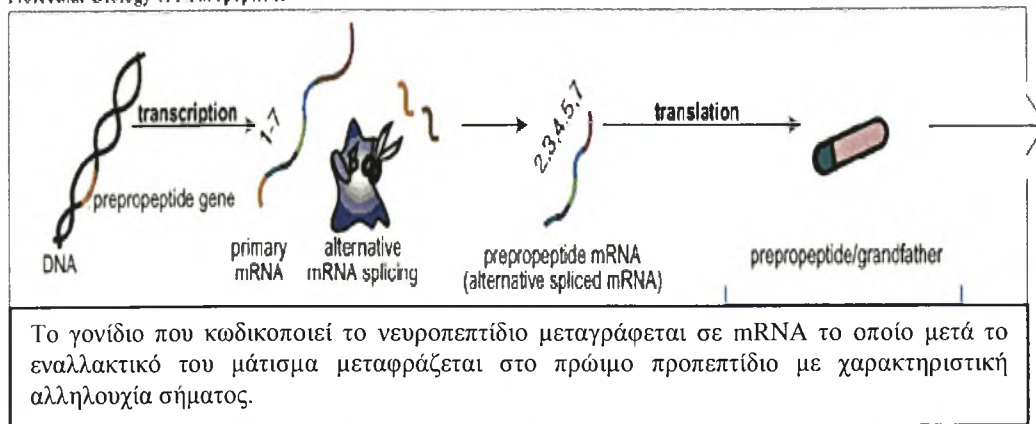 transcription
1-7
2,3,4,5,7
translation
prepropeptide gene
DNA
primary
mRNA
alternative
mRNA splicing
prepropeptide mRNA
(alternative spliced mRNA)
prepropeptide/grandfather
Το γονίδιο που κωδικοποιεί το νευροπεπτίδιο μεταγράφεται σε mRNA το οποίο μετά το
εναλλακτικό του μάτισμα μεταφράζεται στο πρώιμο προπεπτίδιο με χαρακτηριστική
αλληλουχία σήματος.